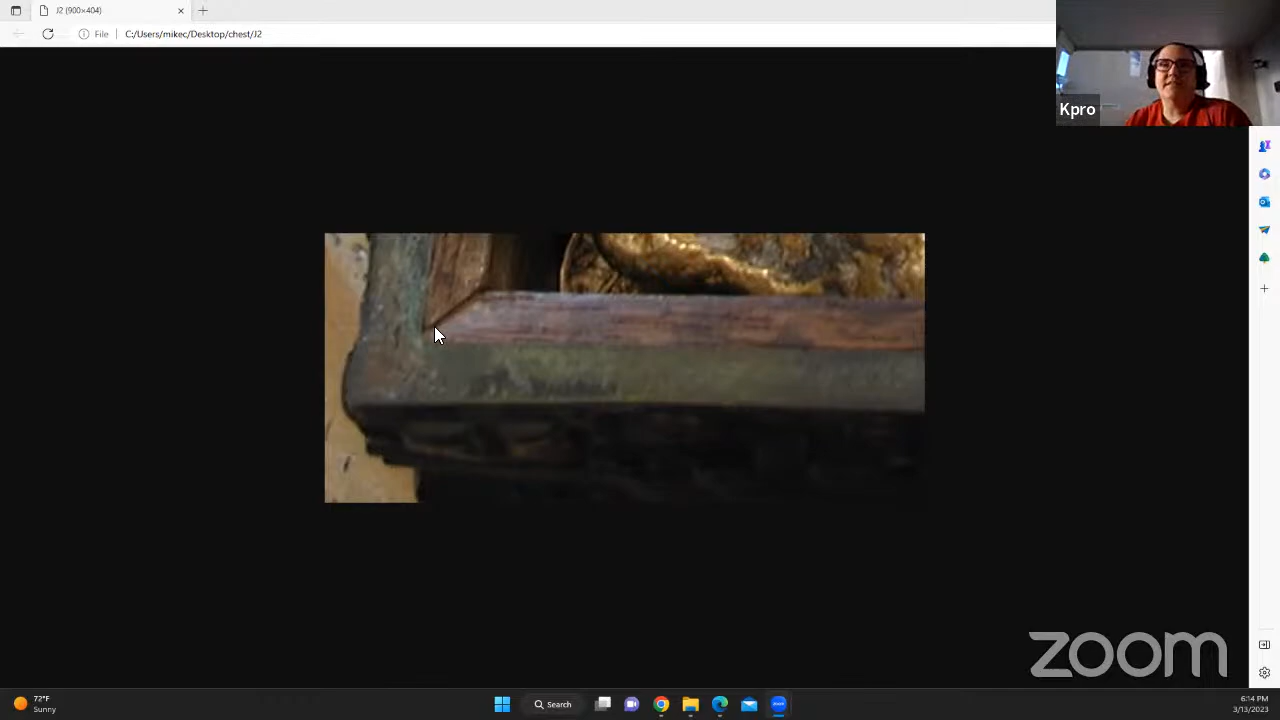 J2 (900×404)
File
C:/Users/mikec/Desktop/chest/J2
Kpro
zoom
72°F
Sunny
Search
zoom
6:14 PM
3/13/2023